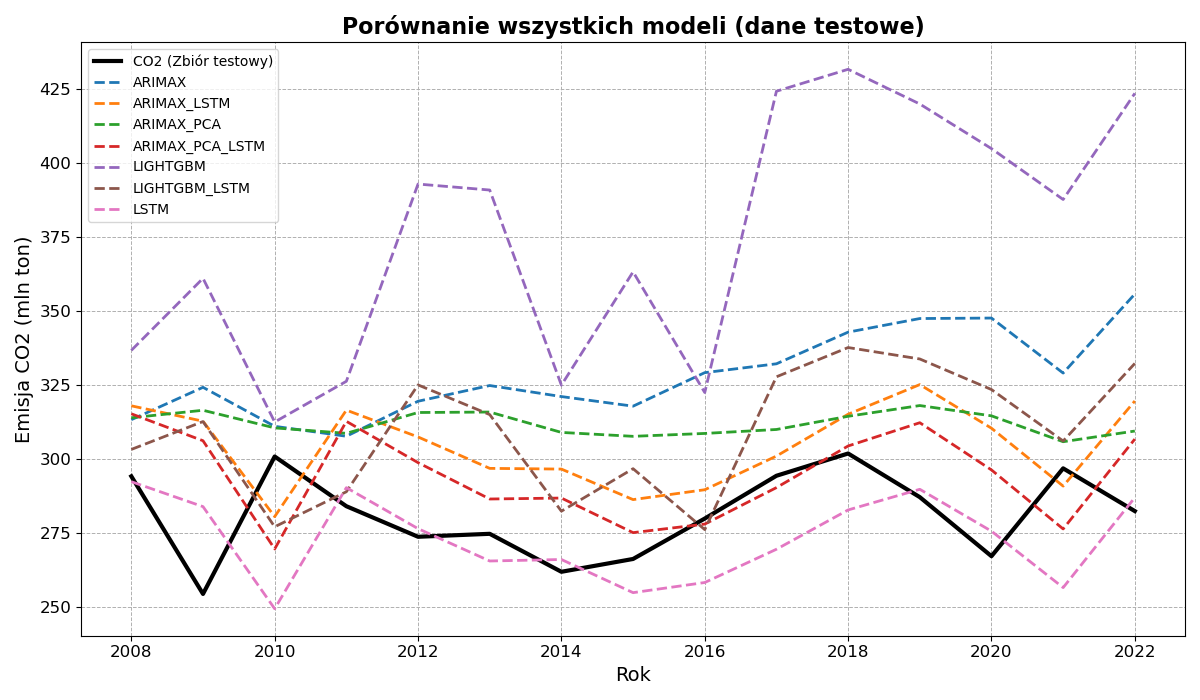 Porównanie wszystkich modeli (dane testowe)
CO2 (Zbiór testowy)
ARIMAX
ARIMAX_LSTM
ARIMAX_PCA
ARIMAX_PCA_LSTM
LIGHTGBM
LIGHTGBM_LSTM
LSTM
Emisja CO2 (mln ton)
425
400
375
350
325
300
275
250
2008 2010 2012 2014 2016 2018 2020 2022
Rok